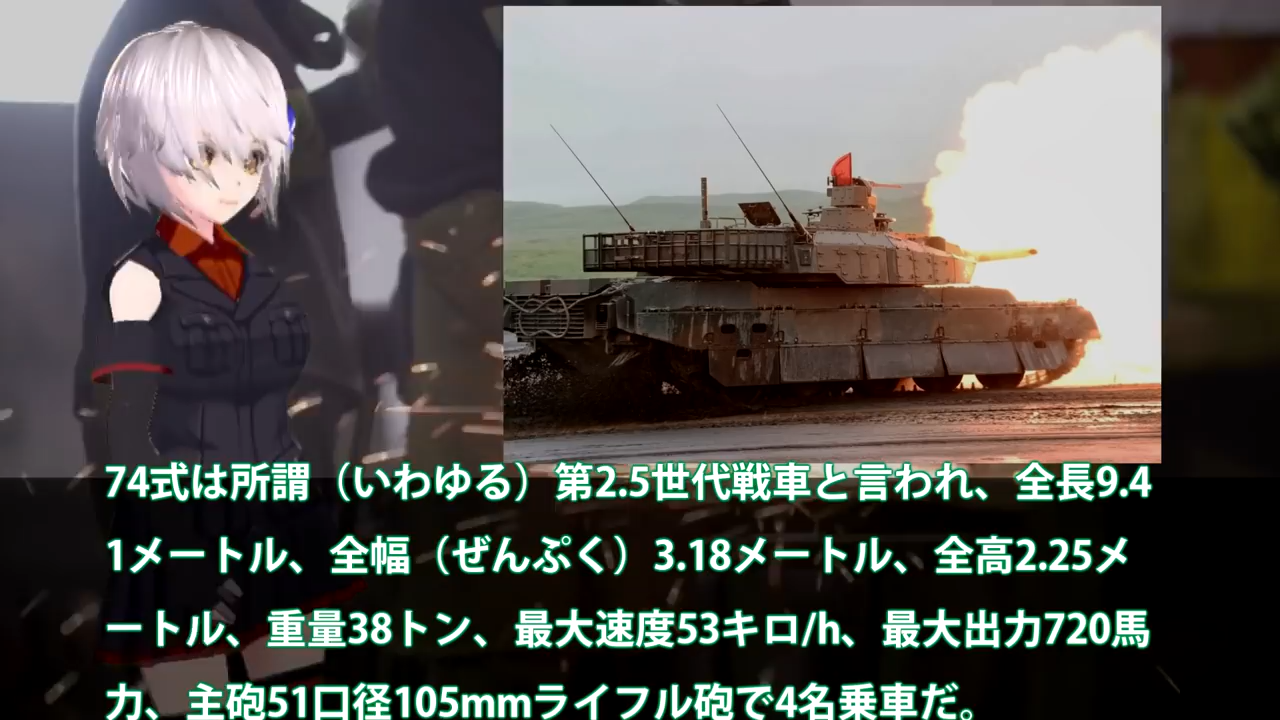 74式は所謂（いわゆる）第2.5世代戦車と言われ、全長9.4
1メートル、全幅（ぜんぷく）3.18メートル、全高2.25メ
ートル、重量38トン、最大速度53キロ/h、最大出力720馬
力、主砲51口径105mmライフル砲で4名乗車だ。